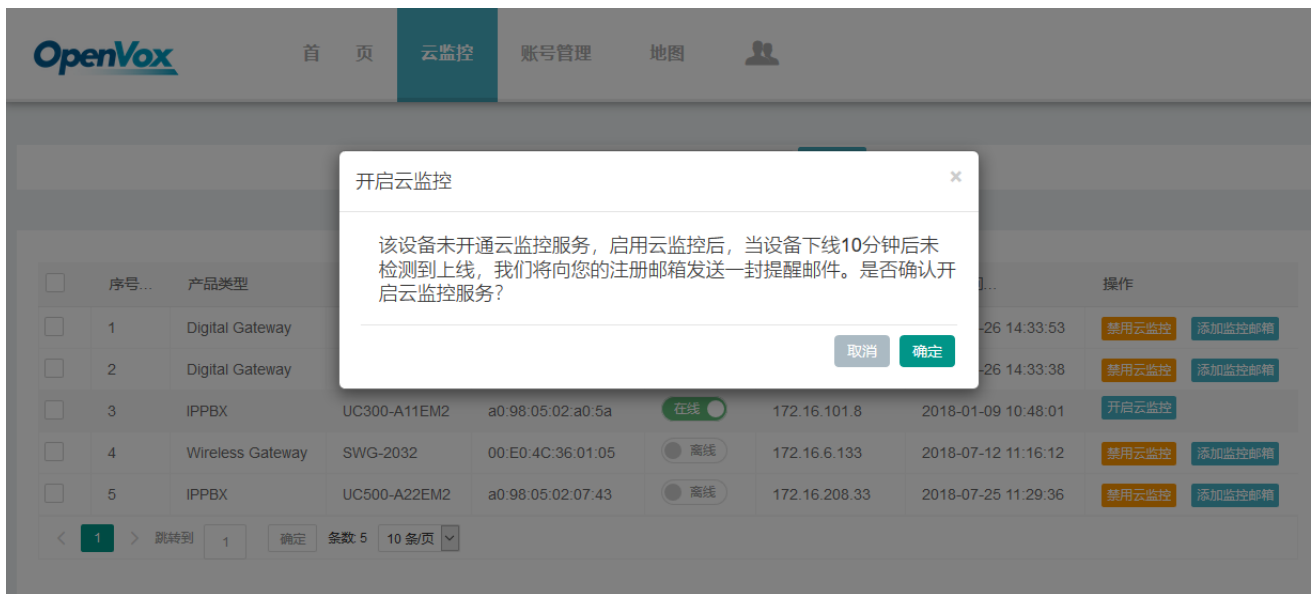 OpenVox 首 页 云监控 账号管理 地图
开启云监控 ×
该设备未开通云监控服务，启用云监控后，当设备下线10分钟后未
检测到上线，我们将向您的注册邮箱发送一封提醒邮件。是否确认开
启云监控服务？
取消 确定
序号... 产品类型 操作
1 Digital Gateway -26 14:33:53 禁用云监控 添加监控邮箱
2 Digital Gateway -26 14:33:38 禁用云监控 添加监控邮箱
3 IPPBX UC300-A11EM2 a0:98:05:02:a0:5a 在线 172.16.101.8 2018-01-09 10:48:01 开启云监控
4 Wireless Gateway SWG-2032 00:E0:4C:36:01:05 离线 172.16.6.133 2018-07-12 11:16:12 禁用云监控 添加监控邮箱
5 IPPBX UC500-A22EM2 a0:98:05:02:07:43 离线 172.16.208.33 2018-07-25 11:29:36 禁用云监控 添加监控邮箱
1 跳转到 1 确定 条数 5 10 条/页